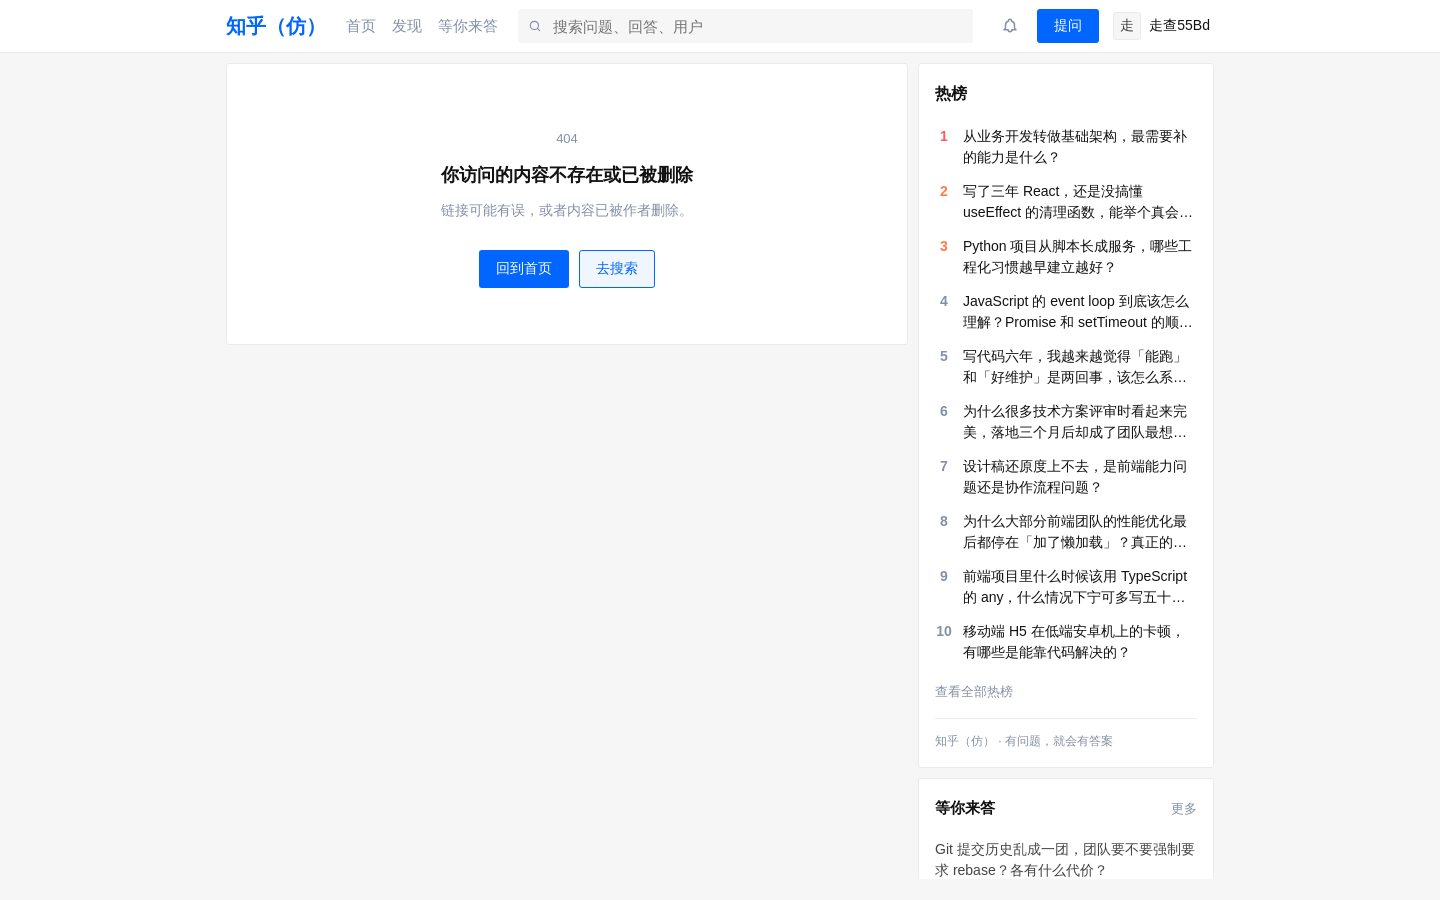 知乎（仿）
首页
发现
等你来答
搜索问题、回答、用户
提问
走
走查55Bd
404
你访问的内容不存在或已被删除
链接可能有误，或者内容已被作者删除。
回到首页
去搜索
热榜
1
从业务开发转做基础架构，最需要补
的能力是什么？
2
写了三年 React，还是没搞懂
useEffect 的清理函数，能举个真会…
3
Python 项目从脚本长成服务，哪些工
程化习惯越早建立越好？
4
JavaScript 的 event loop 到底该怎么
理解？Promise 和 setTimeout 的顺…
5
写代码六年，我越来越觉得「能跑」
和「好维护」是两回事，该怎么系…
6
为什么很多技术方案评审时看起来完
美，落地三个月后却成了团队最想…
7
设计稿还原度上不去，是前端能力问
题还是协作流程问题？
8
为什么大部分前端团队的性能优化最
后都停在「加了懒加载」？真正的…
9
前端项目里什么时候该用 TypeScript
的 any，什么情况下宁可多写五十…
10
移动端 H5 在低端安卓机上的卡顿，
有哪些是能靠代码解决的？
查看全部热榜
知乎（仿） · 有问题，就会有答案
等你来答
更多
Git 提交历史乱成一团，团队要不要强制要
求 rebase？各有什么代价？